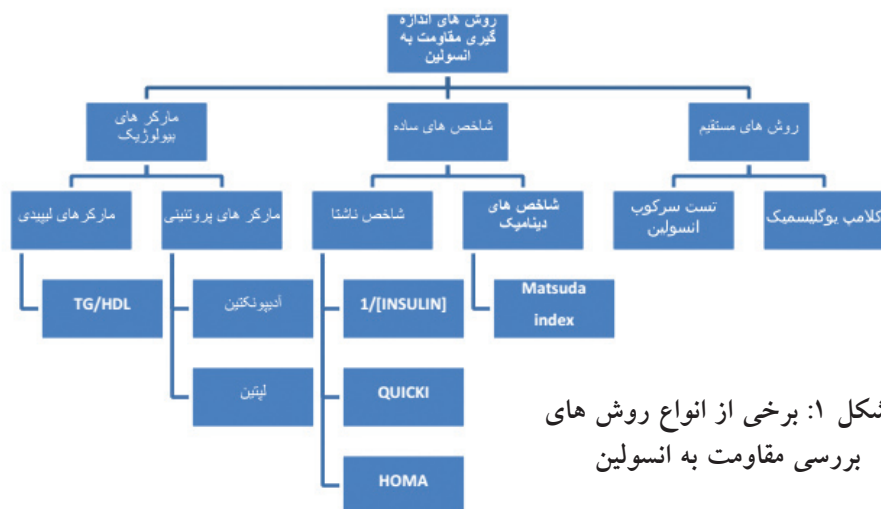 روش های اندازه
گیری مقاومت به
انسولین
روش های مستقیم
شاخص های ساده
مارکر های
بیولوژیک
کلامپ یوگلیسمیک
تست سرکوب
انسولین
شاخص های
دینامیک
شاخص ناشتا
مارکر های پروتئینی
مارکرهای لیپیدی
Matsuda
index
1/[INSULIN]
QUICKI
HOMA
آدیپونکتین
لپتین
TG/HDL
شکل ۱: برخی از انواع روش های
بررسی مقاومت به انسولین